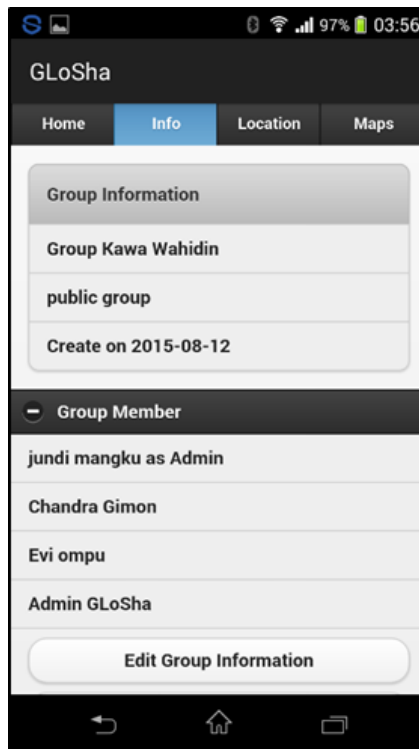 97% 03:56
GLoSha
Home Info Location Maps
Group Information
Group Kawa Wahidin
public group
Create on 2015-08-12
Group Member
jundi mangku as Admin
Chandra Gimon
Evi ompu
Admin GLoSha
Edit Group Information